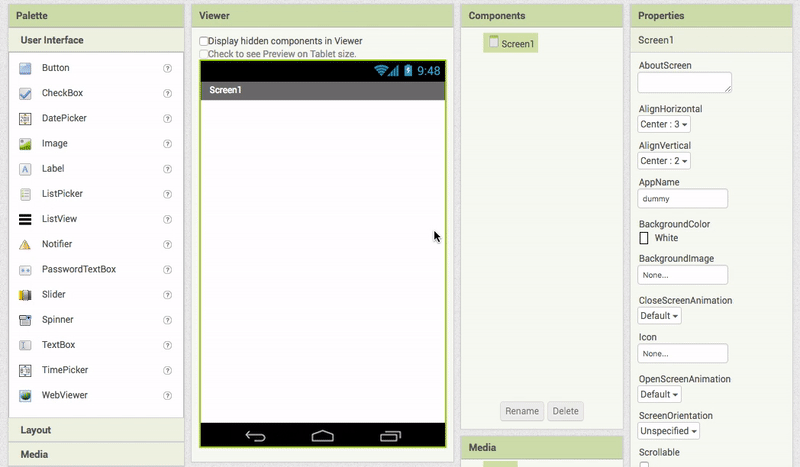 Palette
User Interface
Button
?
CheckBox
?
DatePicker
?
Image
?
Label
?
ListPicker
?
ListView
?
Notifier
?
PasswordTextBox
?
Slider
?
Spinner
?
TextBox
?
TimePicker
?
WebViewer
?
Layout
Media
Viewer
Display hidden components in Viewer
Check to see Preview on Tablet size.
9:48
Screen1
Components
Screen1
Rename
Delete
Media
Properties
Screen1
AboutScreen
AlignHorizontal
Center : 3
AlignVertical
Center : 2
AppName
dummy
BackgroundColor
White
BackgroundImage
None...
CloseScreenAnimation
Default
Icon
None...
OpenScreenAnimation
Default
ScreenOrientation
Unspecified
Scrollable